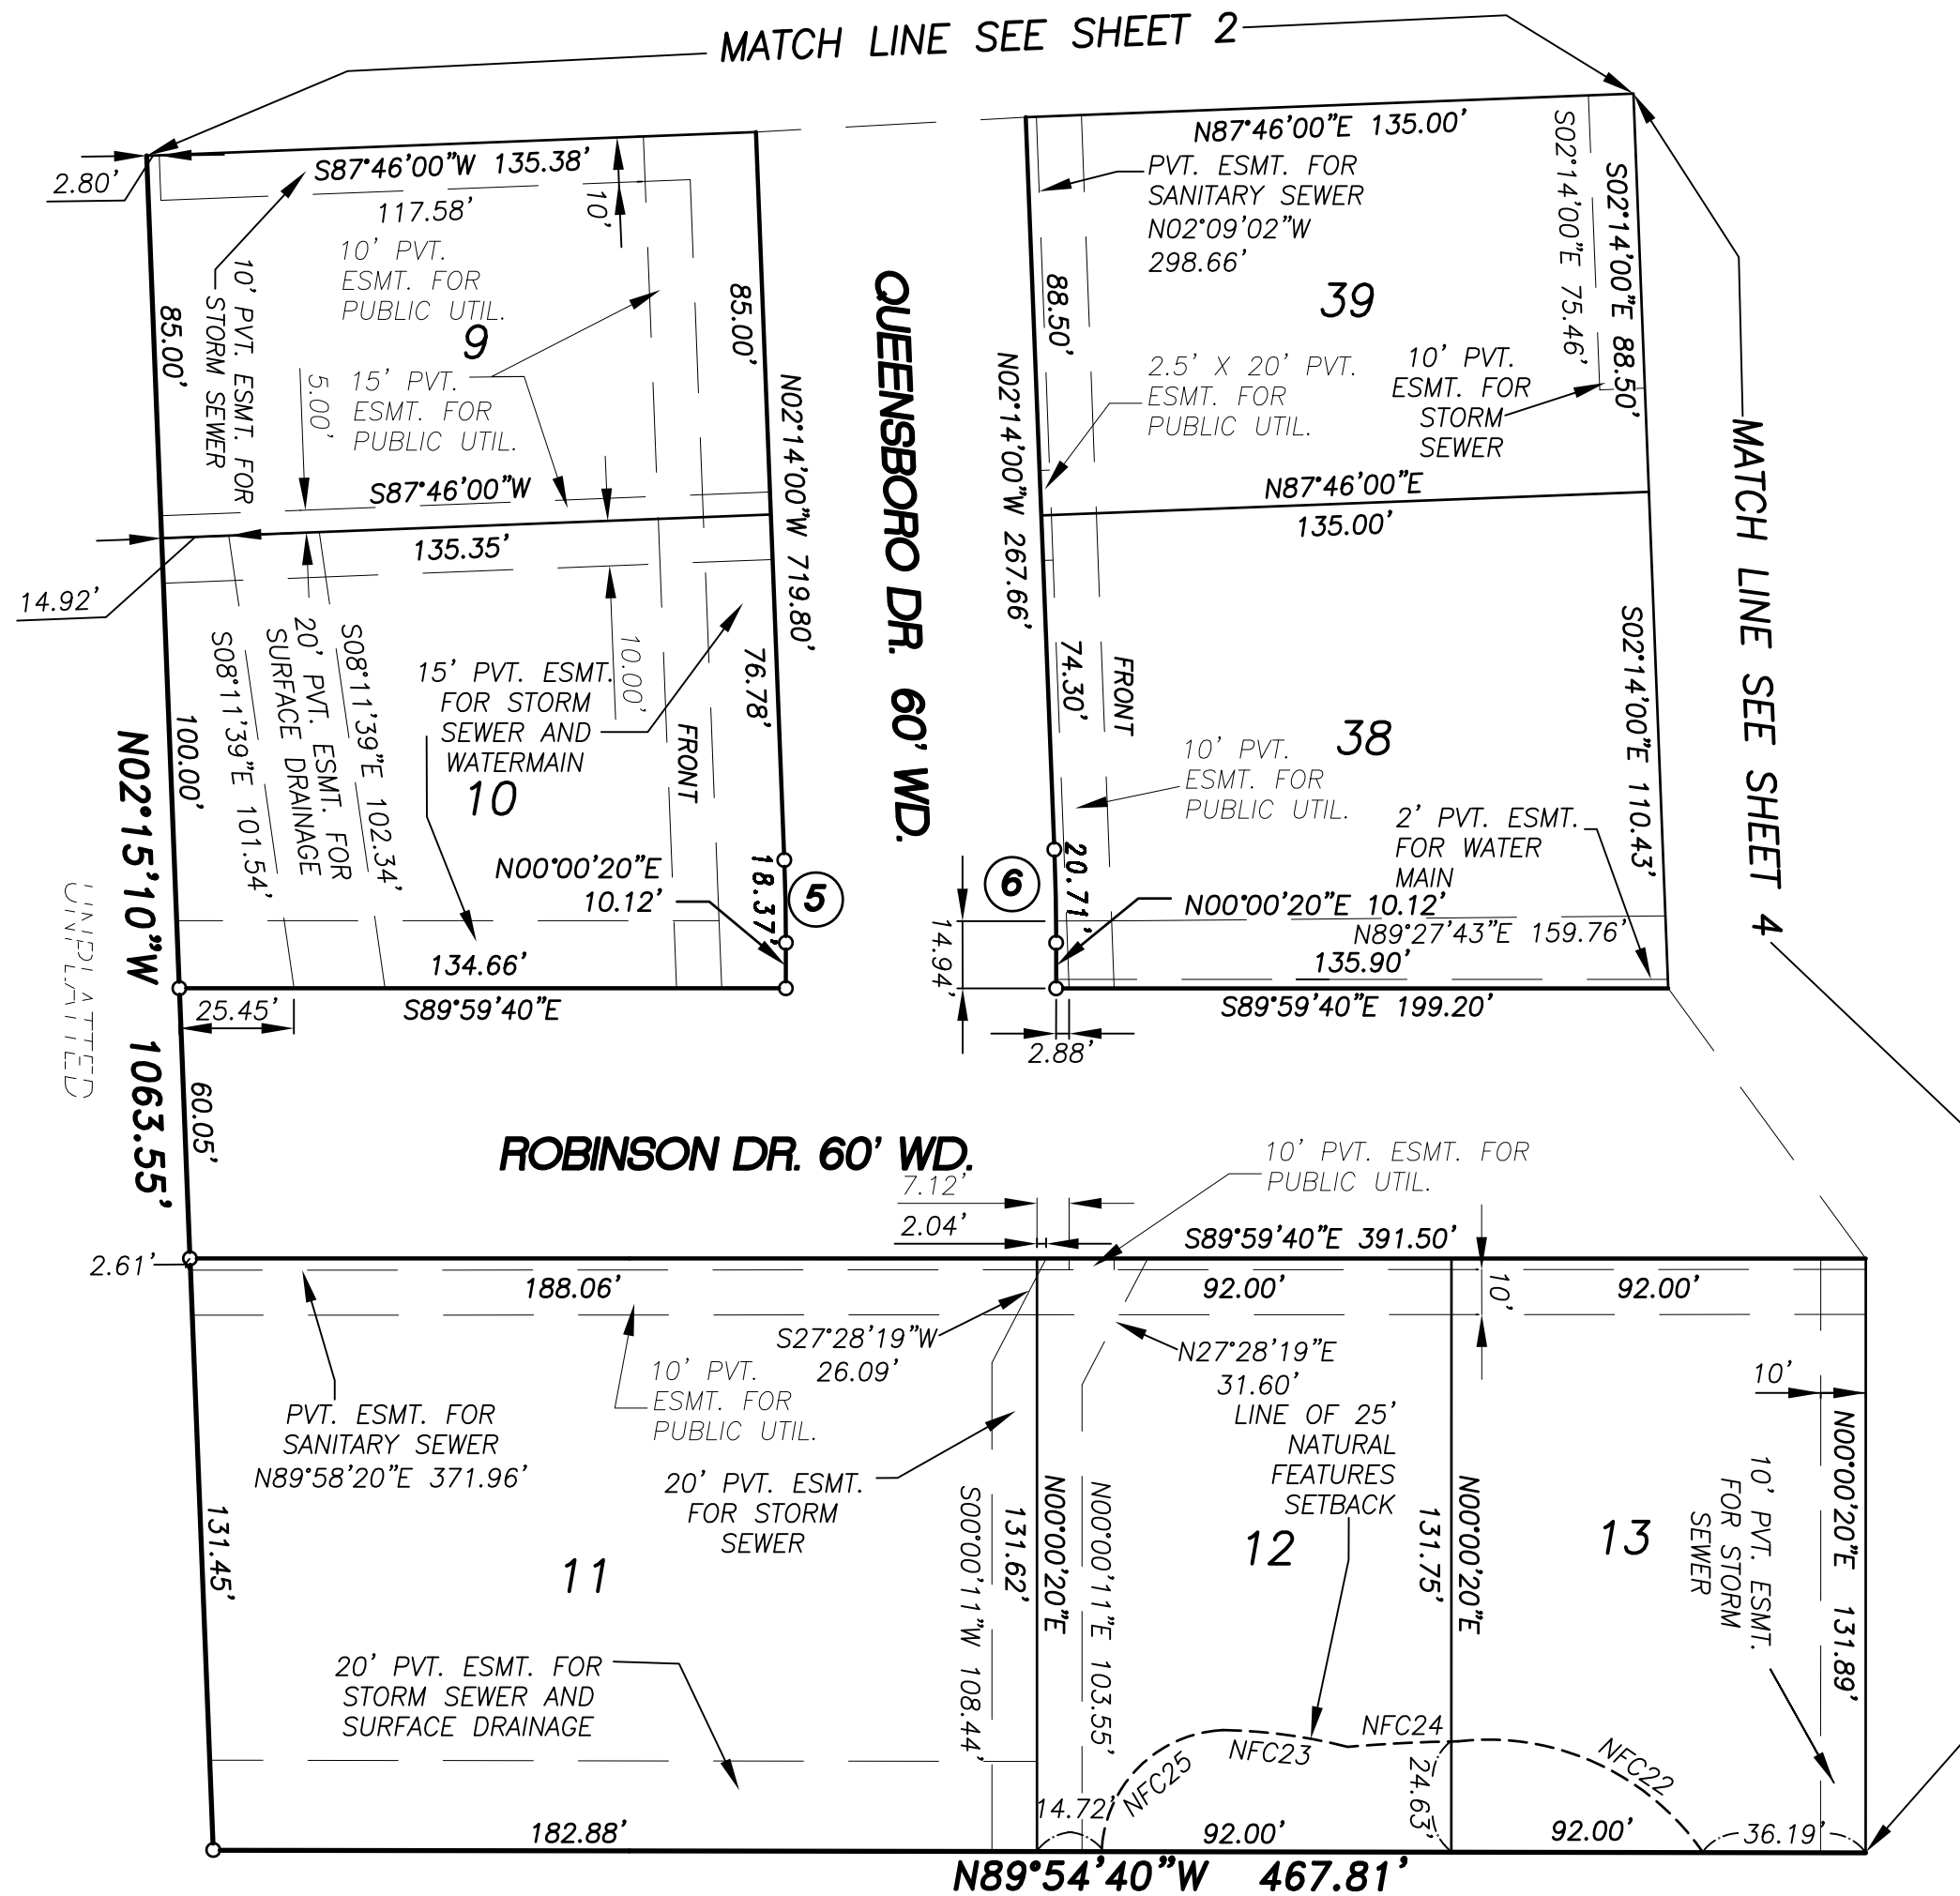 MATCH LINE SEE SHEET 2
2.80'
S87°46'00"W 135.38'
117.58'
10'
10' PVT.
ESMT. FOR
PUBLIC UTIL.
9
10' PVT. ESMT. FOR
STORM SEWER
85.00'
5.00'
15' PVT.
ESMT. FOR
PUBLIC UTIL.
85.00'
N02°14'00"W 719.80'
S87°46'00"W
135.35'
14.92'
QUEENSBORO DR. 60' WD.
N87°46'00"E 135.00'
PVT. ESMT. FOR
SANITARY SEWER
N02°09'02"W
298.66'
39
S02°14'00"E 75.46'
S02°14'00"E 88.50'
88.50'
N02°14'00"W 267.66'
2.5' X 20' PVT.
ESMT. FOR
PUBLIC UTIL.
10' PVT.
ESMT. FOR
STORM
SEWER
N87°46'00"E
135.00'
MATCH LINE SEE SHEET 4
S08°11'39"E 101.54'
20' PVT. ESMT. FOR
SURFACE DRAINAGE
S08°11'39"E 102.34'
15' PVT. ESMT.
FOR STORM
SEWER AND
WATERMAIN
10.00'
10
76.78'
FRONT
100.00'
N02°15'10"W 1063.55'
UNPLATTED
N00°00'20"E
10.12'
18.37'
5
134.66'
S89°59'40"E
25.45'
74.30'
FRONT
38
S02°14'00"E 110.43'
10' PVT.
ESMT. FOR
PUBLIC UTIL.
2' PVT. ESMT.
FOR WATER
MAIN
6
20.71'
N00°00'20"E 10.12'
N89°27'43"E 159.76'
14.94'
135.90'
S89°59'40"E 199.20'
2.88'
60.05'
ROBINSON DR. 60' WD.
10' PVT. ESMT. FOR
PUBLIC UTIL.
7.12'
2.04'
S89°59'40"E 391.50'
2.61'
188.06'
92.00'
10'
92.00'
S27°28'19"W
26.09'
N27°28'19"E
31.60'
10' PVT.
ESMT. FOR
PUBLIC UTIL.
PVT. ESMT. FOR
SANITARY SEWER
N89°58'20"E 371.96'
20' PVT. ESMT.
FOR STORM
SEWER
LINE OF 25'
NATURAL
FEATURES
SETBACK
10'
131.45'
11
S00°00'11"W 108.44'
131.62'
N00°00'20"E
N00°00'11"E 103.55'
12
131.75'
N00°00'20"E
13
10' PVT. ESMT.
FOR STORM
SEWER
N00°00'20"E 131.89'
20' PVT. ESMT. FOR
STORM SEWER AND
SURFACE DRAINAGE
NFC25
NFC23
NFC24
NFC22
24.63'
14.72'
182.88'
92.00'
92.00'
36.19'
N89°54'40"W 467.81'